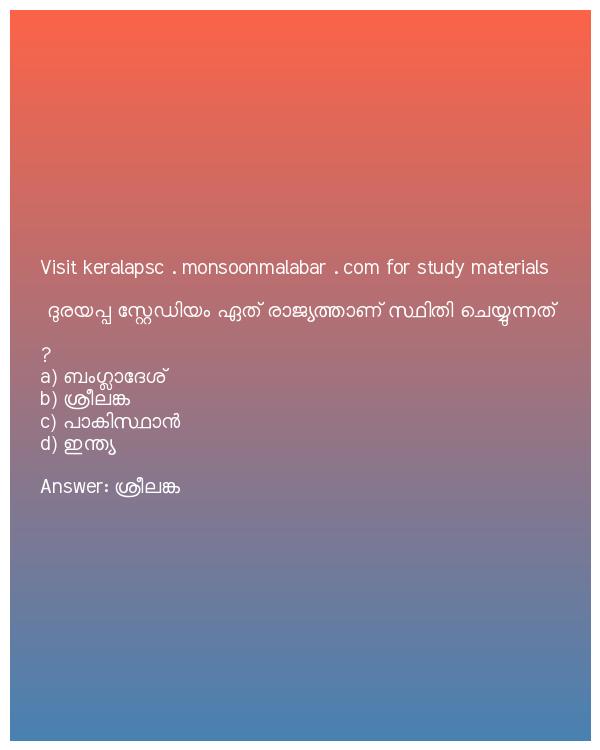 Visit keralapsc . monsoonmalabar . com for study materials
ദുരയപ്പ സ്റ്റേഡിയം ഏത് രാജ്യത്താണ് സ്ഥിതി ചെയ്യുന്നത്
?
a) ബംഗ്ലാദേശ്
b) ശ്രീലങ്ക
c) പാകിസ്ഥാൻ
d) ഇന്ത്യ
Answer: ശ്രീലങ്ക